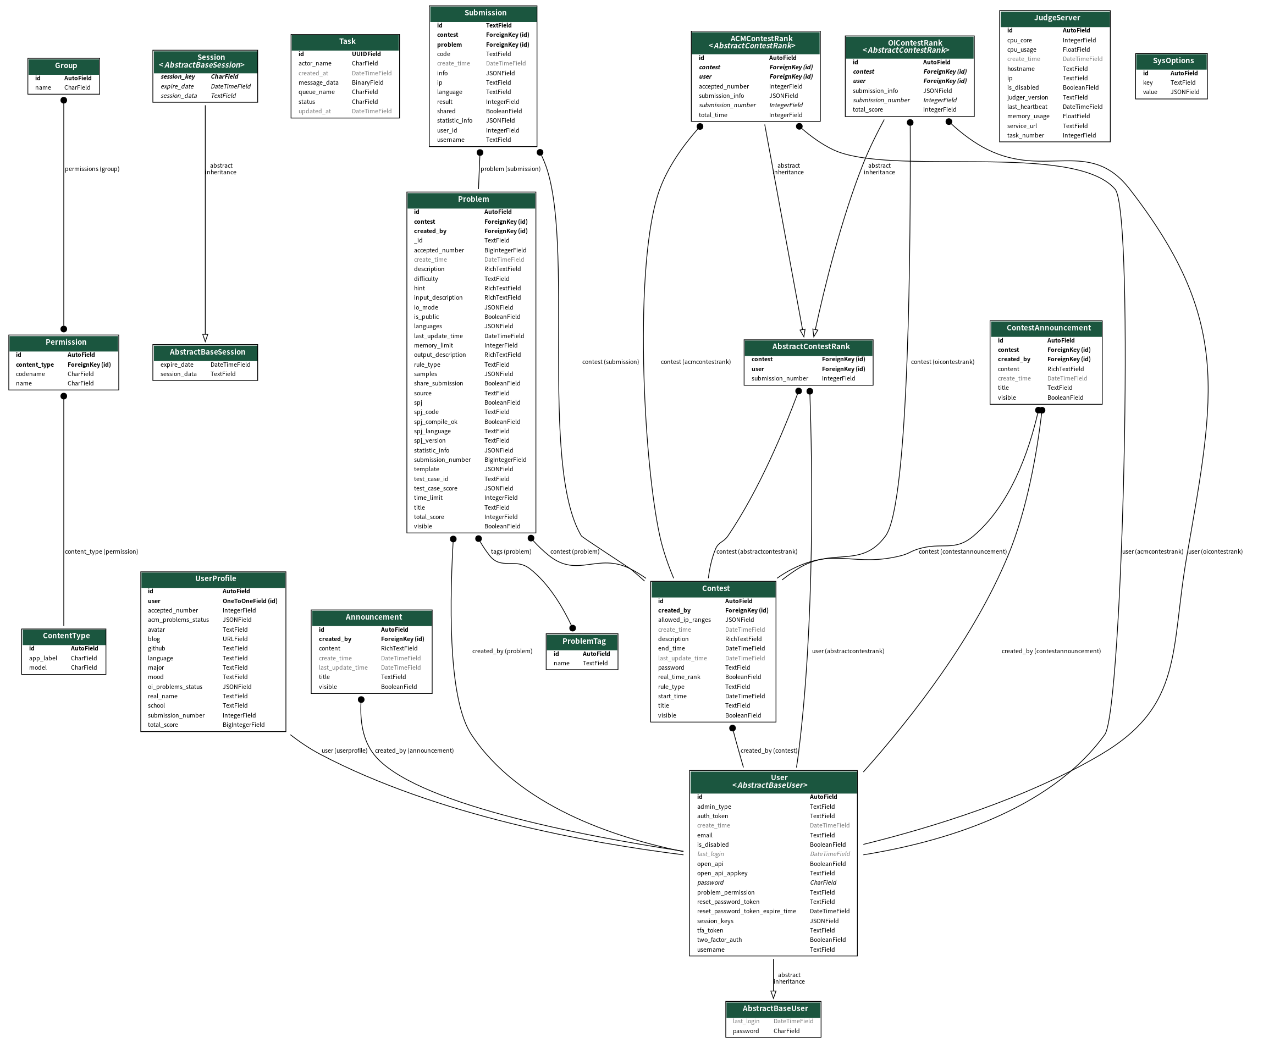 Group
id AutoField
name CharField
permissions (group)
Permission
id AutoField
content_type ForeignKey (id)
codename CharField
name CharField
content_type (permission)
ContentType
id AutoField
app_label CharField
model CharField
Session
<AbstractBaseSession>
session_key CharField
expire_date DateTimeField
session_data TextField
abstract
inheritance
AbstractBaseSession
expire_date DateTimeField
session_data TextField
Task
id UUIDField
actor_name CharField
created_at DateTimeField
message_data BinaryField
queue_name CharField
status CharField
updated_at DateTimeField
Submission
id TextField
contest ForeignKey (id)
problem ForeignKey (id)
code TextField
create_time DateTimeField
info JSONField
ip TextField
language TextField
result IntegerField
shared BooleanField
statistic_info JSONField
user_id IntegerField
username TextField
problem (submission)
Problem
id AutoField
contest ForeignKey (id)
created_by ForeignKey (id)
_id TextField
accepted_number BigIntegerField
create_time DateTimeField
description RichTextField
difficulty TextField
hint RichTextField
input_description RichTextField
io_mode JSONField
is_public BooleanField
languages JSONField
last_update_time DateTimeField
memory_limit IntegerField
output_description RichTextField
rule_type TextField
samples JSONField
share_submission BooleanField
source TextField
spj BooleanField
spj_code TextField
spj_compile_ok BooleanField
spj_language TextField
spj_version TextField
statistic_info JSONField
submission_number BigIntegerField
template JSONField
test_case_id TextField
test_case_score JSONField
time_limit IntegerField
title TextField
total_score IntegerField
visible BooleanField
ACMContestRank
<AbstractContestRank>
id AutoField
contest ForeignKey (id)
user ForeignKey (id)
accepted_number IntegerField
submission_info JSONField
submission_number IntegerField
total_time IntegerField
OIContestRank
<AbstractContestRank>
id AutoField
contest ForeignKey (id)
user ForeignKey (id)
submission_info JSONField
submission_number IntegerField
total_score IntegerField
JudgeServer
id AutoField
cpu_core IntegerField
cpu_usage FloatField
create_time DateTimeField
hostname TextField
ip TextField
is_disabled BooleanField
judger_version TextField
last_heartbeat DateTimeField
memory_usage FloatField
service_url TextField
task_number IntegerField
SysOptions
id AutoField
key TextField
value JSONField
abstract
inheritance
abstract
inheritance
contest (submission)
contest (acmcontestrank)
contest (oicontestrank)
AbstractContestRank
contest ForeignKey (id)
user ForeignKey (id)
submission_number IntegerField
ContestAnnouncement
id AutoField
contest ForeignKey (id)
created_by ForeignKey (id)
content RichTextField
create_time DateTimeField
title TextField
visible BooleanField
tags (problem)
contest (problem)
contest (abstractcontestrank)
contest (contestannouncement)
user (acmcontestrank)
user (oicontestrank)
UserProfile
id AutoField
user OneToOneField (id)
accepted_number IntegerField
acm_problems_status JSONField
avatar TextField
blog URLField
github TextField
language TextField
major TextField
mood TextField
oi_problems_status JSONField
real_name TextField
school TextField
submission_number IntegerField
total_score BigIntegerField
Announcement
id AutoField
created_by ForeignKey (id)
content RichTextField
create_time DateTimeField
last_update_time DateTimeField
title TextField
visible BooleanField
created_by (problem)
ProblemTag
id AutoField
name TextField
Contest
id AutoField
created_by ForeignKey (id)
allowed_ip_ranges JSONField
create_time DateTimeField
description RichTextField
end_time DateTimeField
last_update_time DateTimeField
password TextField
real_time_rank BooleanField
rule_type TextField
start_time DateTimeField
title TextField
visible BooleanField
user (abstractcontestrank)
created_by (contestannouncement)
user (userprofile)
created_by (announcement)
created_by (contest)
User
<AbstractBaseUser>
id AutoField
admin_type TextField
auth_token TextField
create_time DateTimeField
email TextField
is_disabled BooleanField
last_login DateTimeField
open_api BooleanField
open_api_appkey TextField
password CharField
problem_permission TextField
reset_password_token TextField
reset_password_token_expire_time DateTimeField
session_keys JSONField
tfa_token TextField
two_factor_auth BooleanField
username TextField
abstract
inheritance
AbstractBaseUser
last_login DateTimeField
password CharField